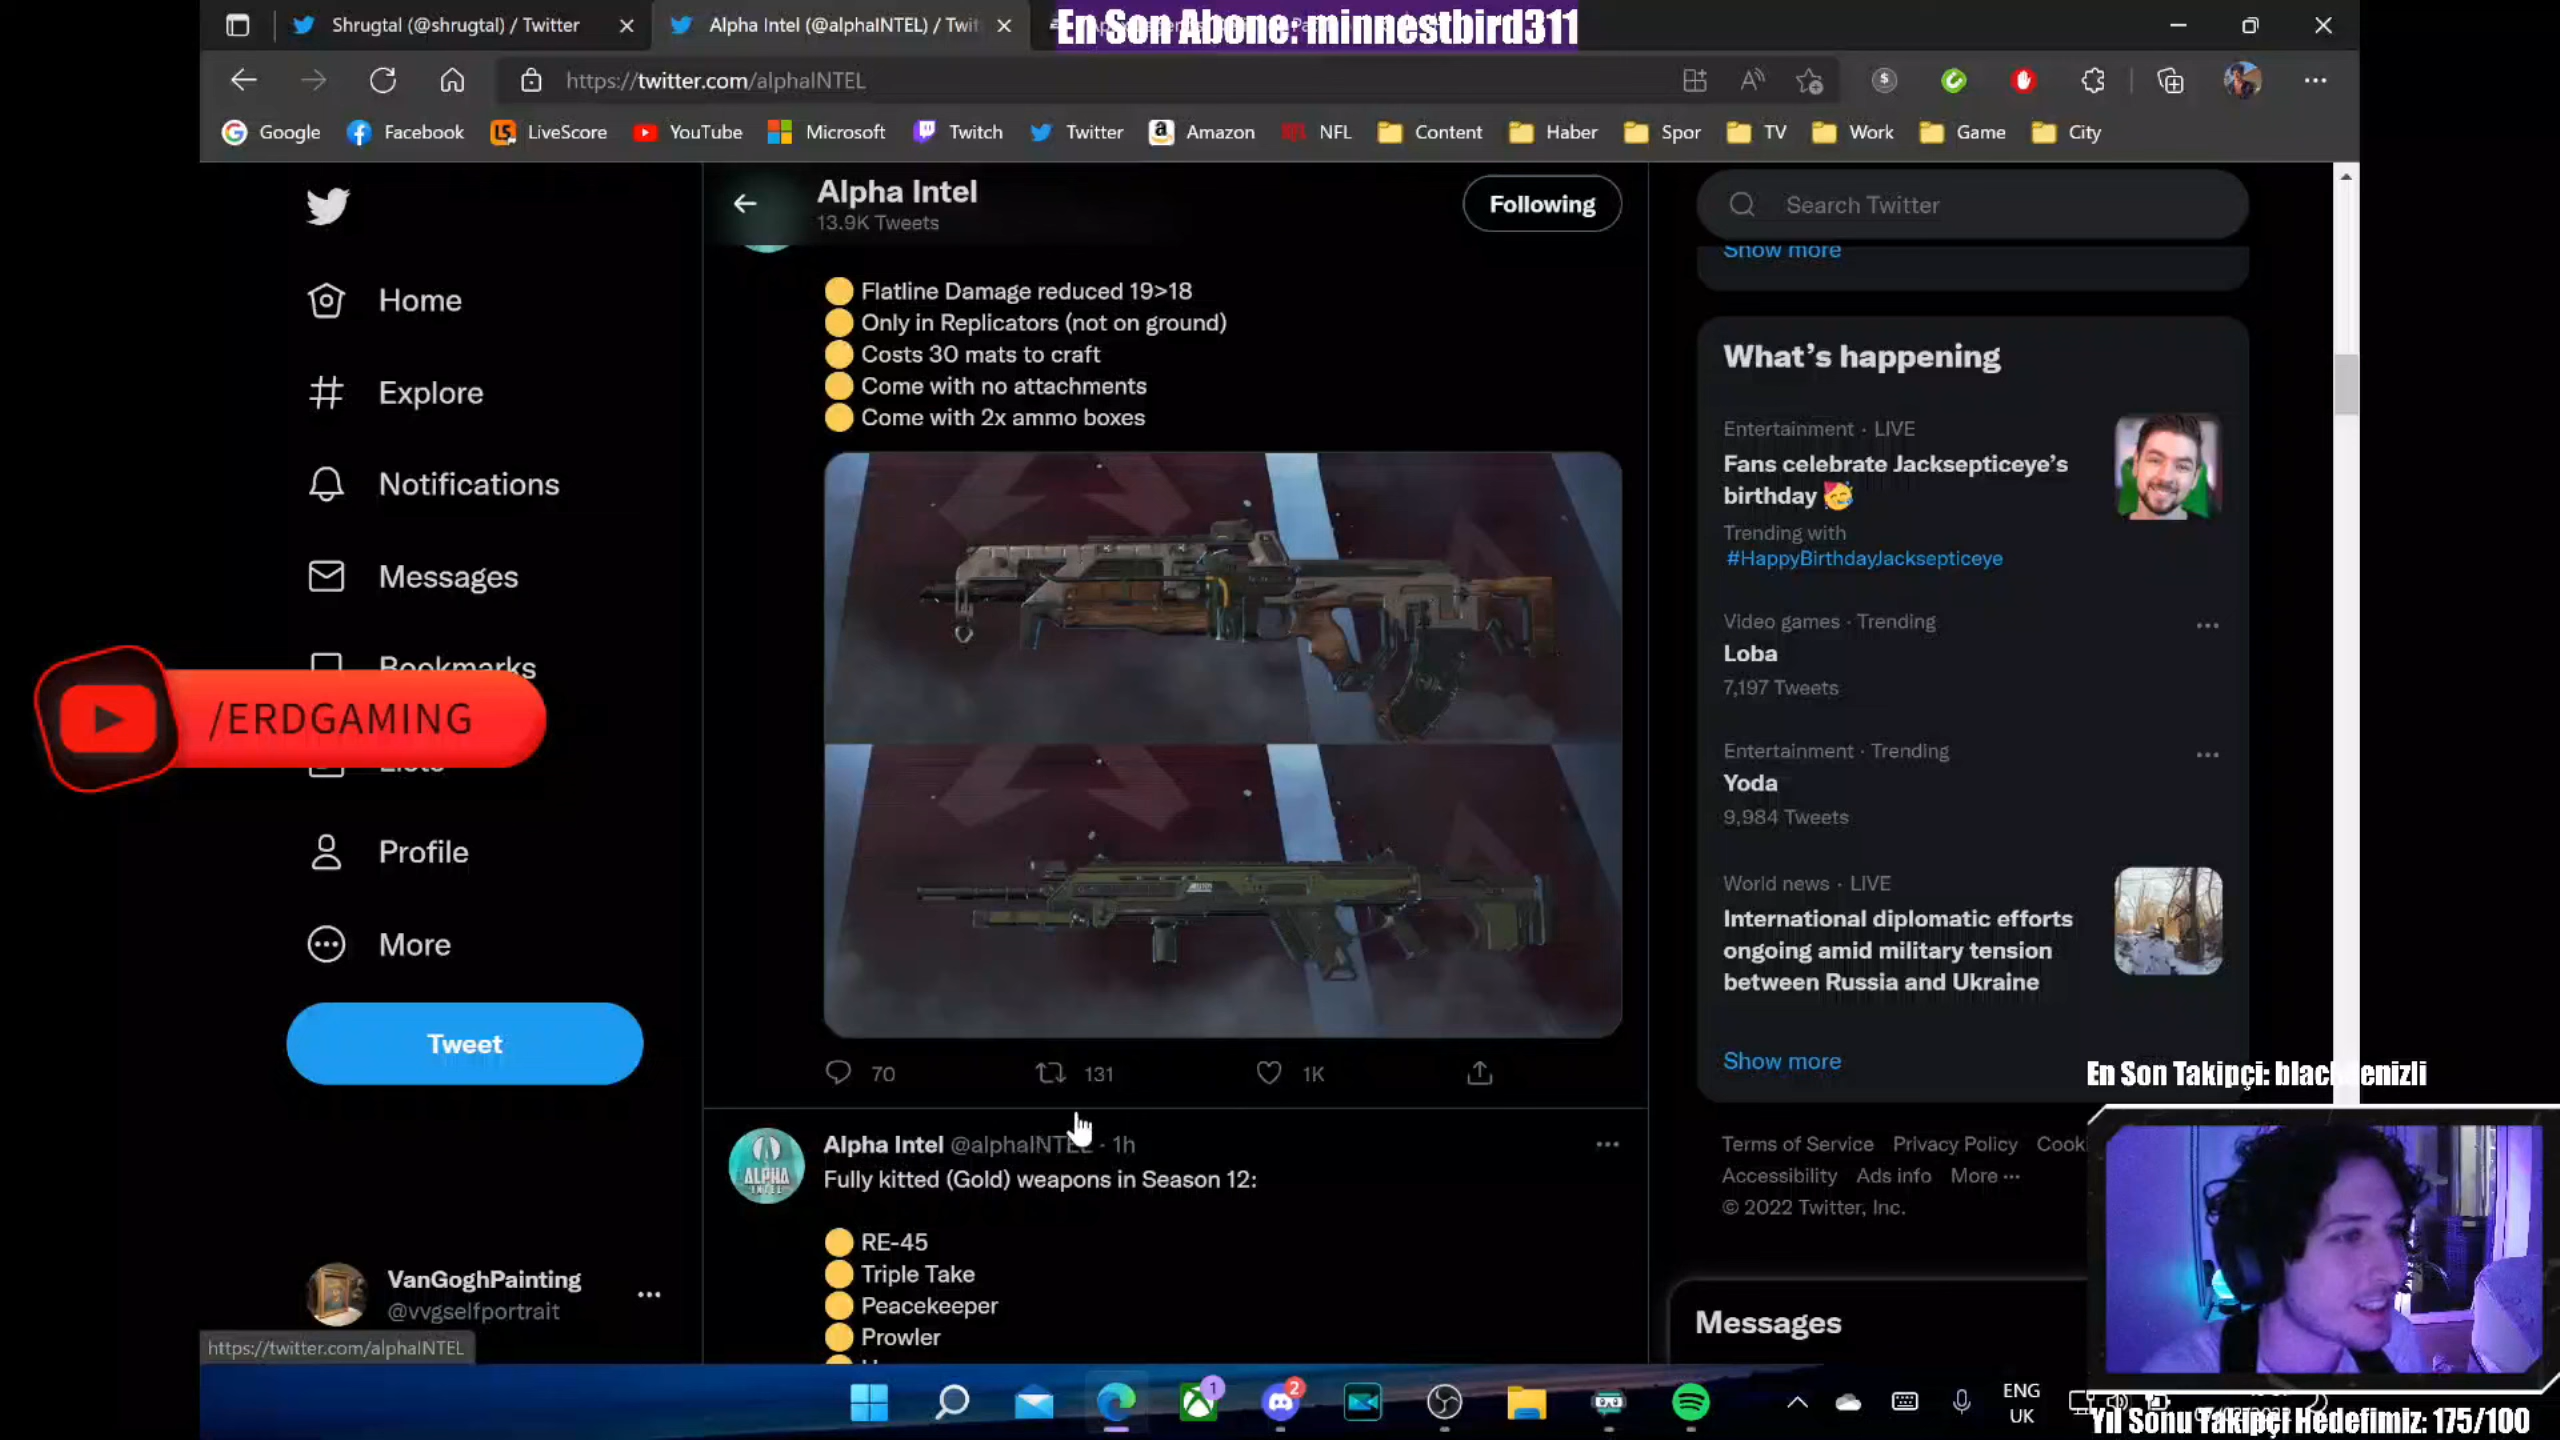 Shrugtal (@shrugtal) / Twitter
Alpha Intel (@alphaINTEL) / Twit
En Son Abone: minnestbird311
https://twitter.com/alphaINTEL
Google
Facebook
LiveScore
YouTube
Microsoft
Twitch
Twitter
Amazon
NFL
Content
Haber
Spor
TV
Work
Game
City
Home
Explore
Notifications
Messages
Bookmarks
/ERDGAMING
Lists
Profile
More
Tweet
VanGoghPainting
@vvgselfportrait
https://twitter.com/alphaINTEL
Alpha Intel
13.9K Tweets
Following
Flatline Damage reduced 19>18
Only in Replicators (not on ground)
Costs 30 mats to craft
Come with no attachments
Come with 2x ammo boxes
70
131
1K
Alpha Intel @alphaINTEL · 1h
Fully kitted (Gold) weapons in Season 12:
RE-45
Triple Take
Peacekeeper
Prowler
ALPHA
INTEL
Search Twitter
Show more
What's happening
Entertainment · LIVE
Fans celebrate Jacksepticeye's
birthday 🥳
Trending with
#HappyBirthdayJacksepticeye
Video games · Trending
Loba
7,197 Tweets
Entertainment · Trending
Yoda
9,984 Tweets
World news · LIVE
International diplomatic efforts
ongoing amid military tension
between Russia and Ukraine
Show more
En Son Takipçi:
Terms of Service Privacy Policy
Accessibility Ads info More ···
© 2022 Twitter, Inc.
Messages
1
2
ENG
UK
Yıl Sonu Takipçi Hedefimiz: 175/100